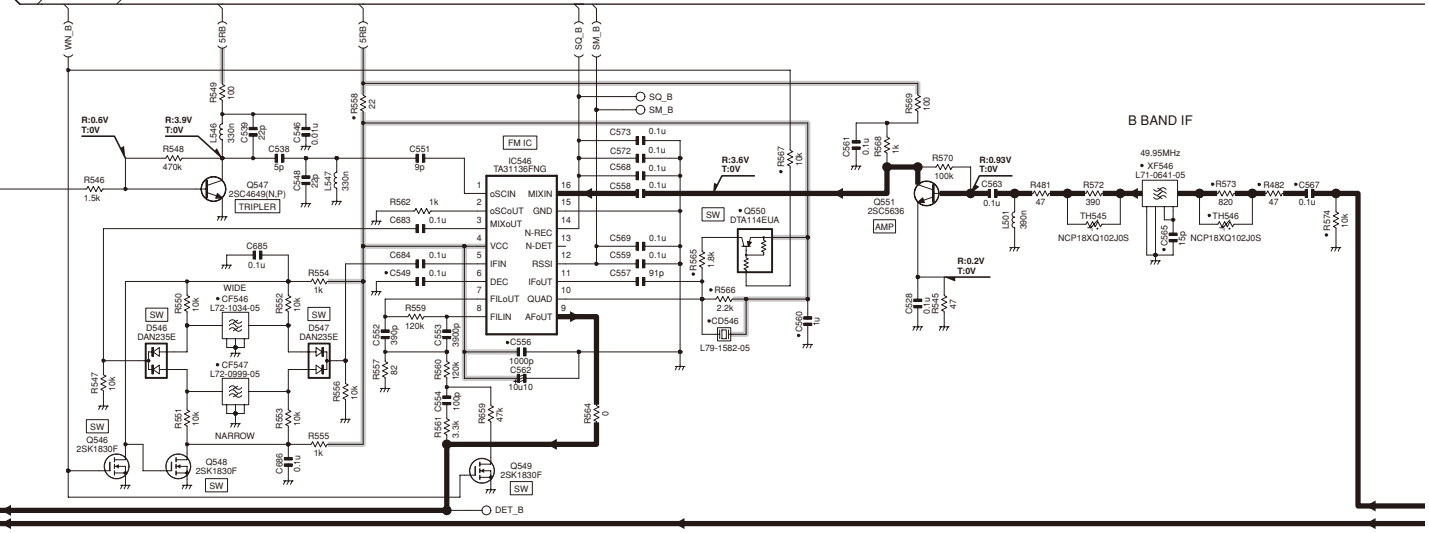 WN_B
5RB
5RB
SQ_B
SM_B
R549
100
R558
22
SQ_B
SM_B
R569
100
R:0.6V
T:0V
R:3.9V
T:0V
L546
330n
C539
22p
C546
0.01u
FM IC
IC546
TA31136FNG
C573
0.1u
C572
0.1u
C568
0.1u
C558
0.1u
R567
10k
R:3.6V
T:0V
C561
0.1u
R568
1k
B BAND IF
R548
470k
C538
5p
C551
9p
R570
100k
R:0.93V
T:0V
49.95MHz
XF546
L71-0641-05
R546
1.5k
Q547
2SC4649(N,P)
TRIPLER
C548
22p
L547
330n
1
oSCIN
MIXIN
16
2
oSCoUT
GND
15
3
MIXoUT
N-REC
14
4
VCC
N-DET
13
5
IFIN
RSSI
12
6
DEC
IFoUT
11
7
FILoUT
QUAD
10
8
FILIN
AFoUT
9
Q551
2SC5636
AMP
C563
0.1u
R481
47
R572
390
R573
820
R482
47
C567
0.1u
R562
1k
C683
0.1u
SW
Q550
DTA114EUA
L501
390n
TH545
NCP18XQ102J0S
C565
15p
TH546
NCP18XQ102J0S
R574
10k
C685
0.1u
C684
0.1u
C549
0.1u
C569
0.1u
C559
0.1u
C557
91p
R565
1.8k
R:0.2V
T:0V
R554
1k
WIDE
CF546
L72-1034-05
R550
10k
R552
10k
R559
120k
R566
2.2k
CD546
L79-1582-05
C560
1u
C528
0.1u
R545
47
SW
D546
DAN235E
SW
D547
DAN235E
C552
390p
C553
3900p
C556
1000p
C562
10u10
R547
10k
CF547
L72-0999-05
R556
10k
R557
82
R560
120k
R551
10k
R553
10k
C554
100p
R659
47k
R564
0
R561
3.3k
NARROW
R555
1k
SW
Q546
2SK1830F
Q548
2SK1830F
SW
C686
0.1u
Q549
2SK1830F
SW
DET_B